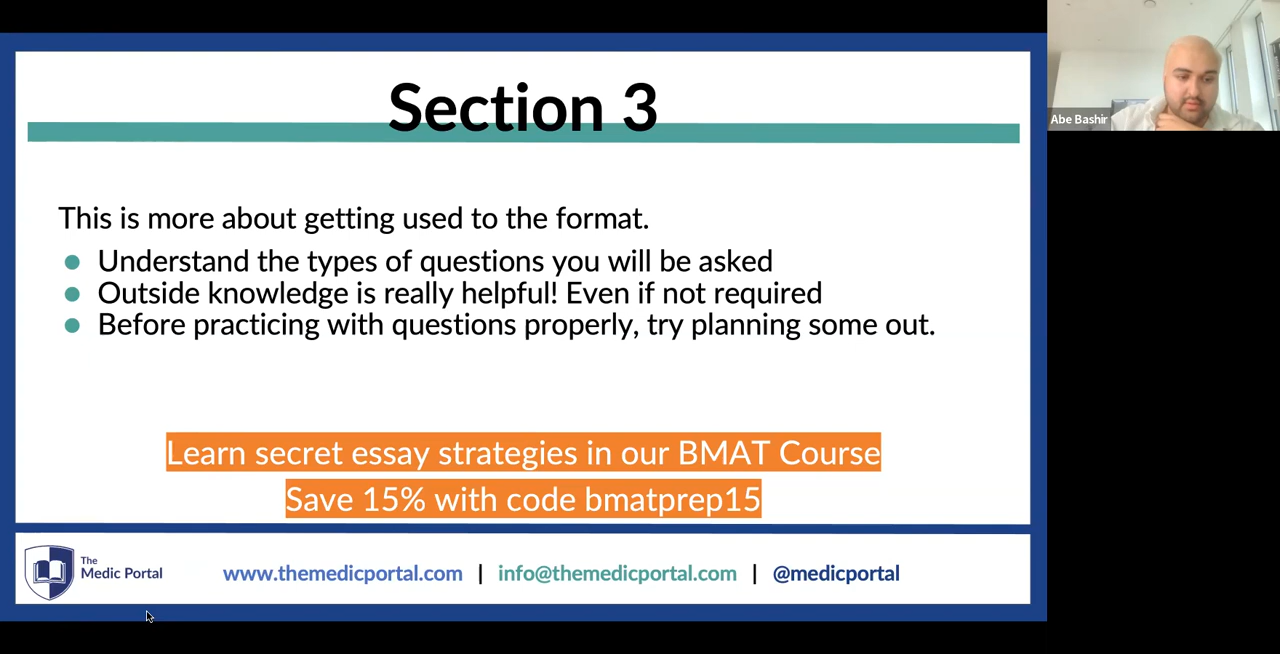 Section 3
Abe Bashir
This is more about getting used to the format.
● Understand the types of questions you will be asked
● Outside knowledge is really helpful! Even if not required
● Before practicing with questions properly, try planning some out.
Learn secret essay strategies in our BMAT Course
Save 15% with code bmatprep15
The
Medic Portal
www.themedicportal.com | info@themedicportal.com | @medicportal